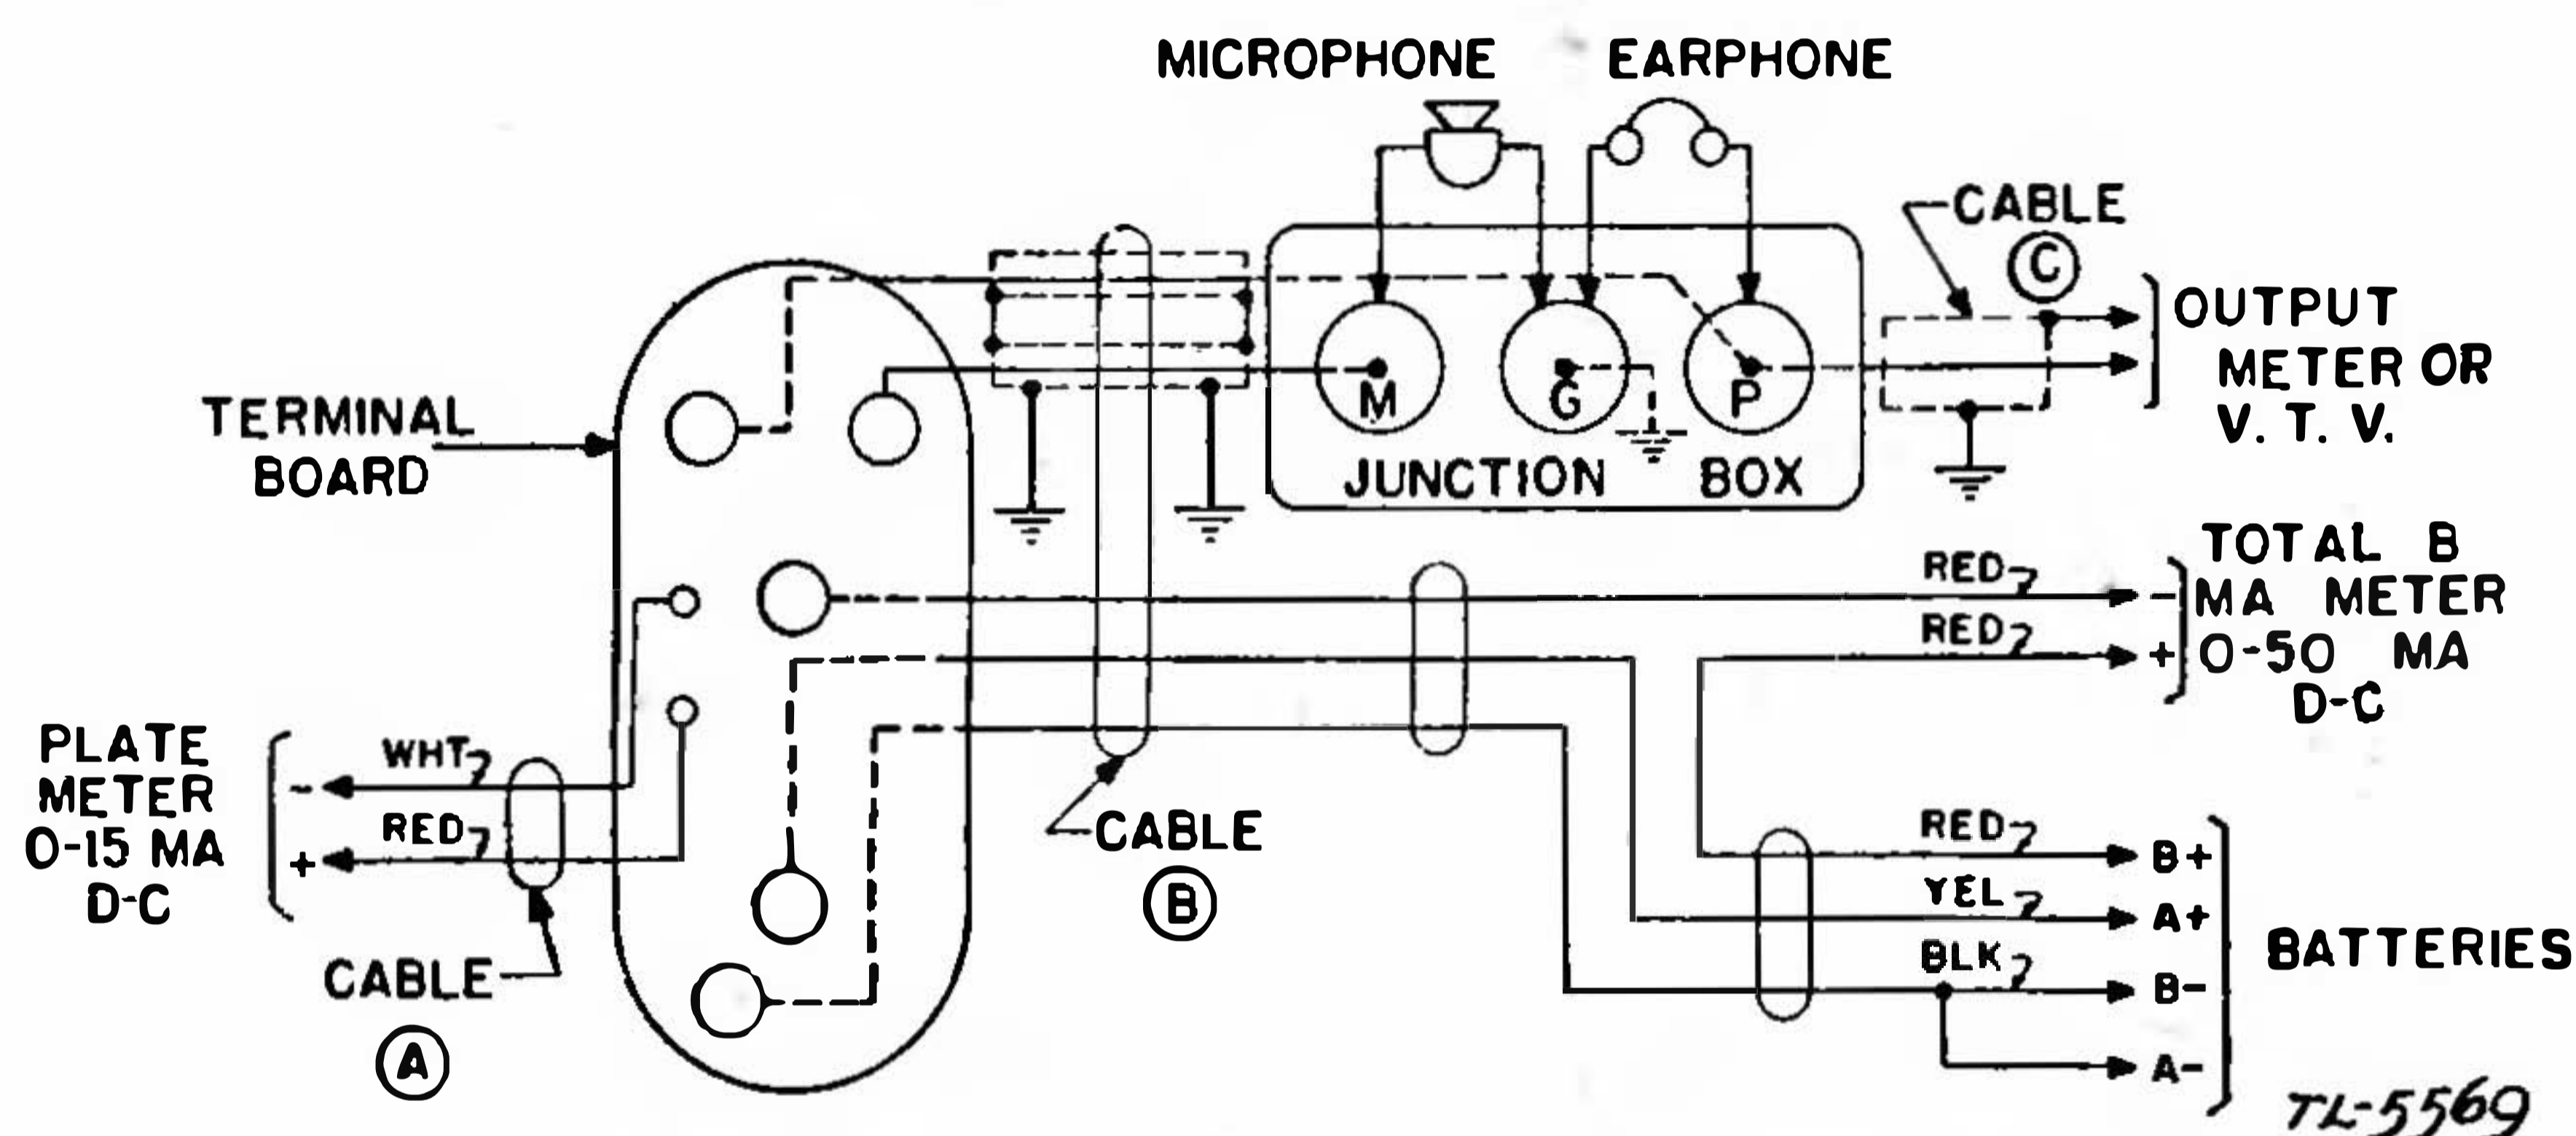 MICROPHONE
EARPHONE
CABLE
C
OUTPUT
METER OR
V. T. V.
TERMINAL
BOARD
M
G
P
JUNCTION BOX
TOTAL B
MA METER
0-50 MA
D-C
RED
-
RED
+
PLATE
METER
0-15 MA
D-C
WHT
-
RED
+
CABLE
A
CABLE
B
RED
B+
YEL
A+
BLK
B-
A-
BATTERIES
TL-5569